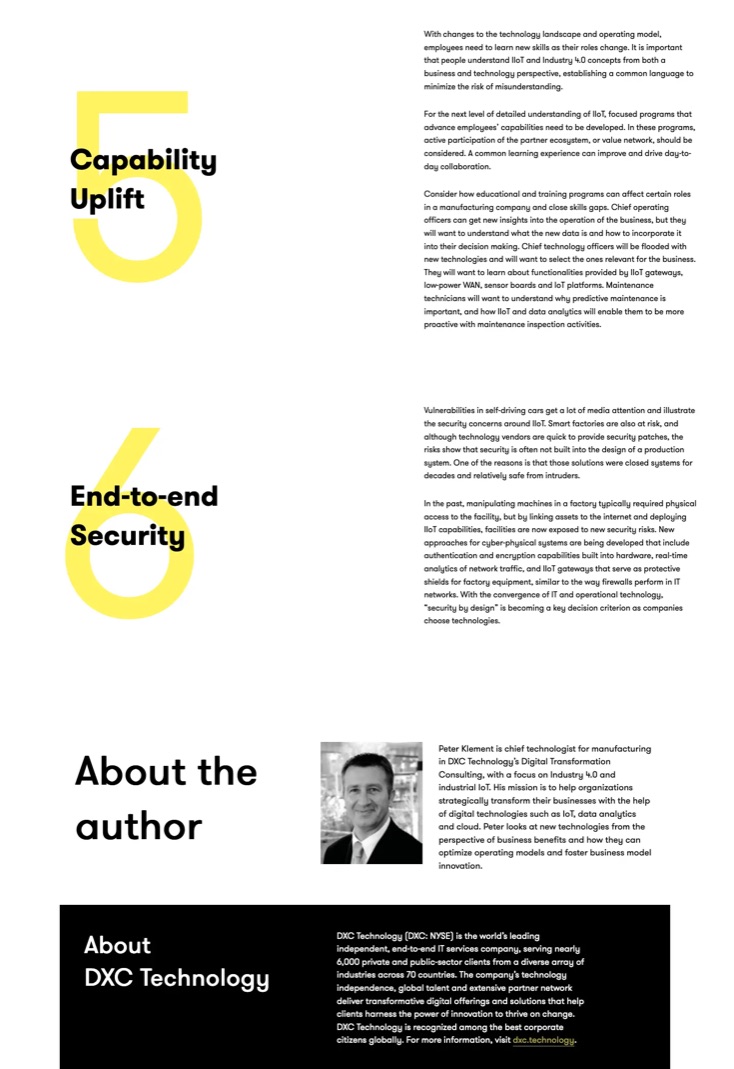 5
Capability
Uplift
With changes to the technology landscape and operating model,
employees need to learn new skills as their roles change. It is important
that people understand IIoT and Industry 4.0 concepts from both a
business and technology perspective, establishing a common language to
minimize the risk of misunderstanding.
For the next level of detailed understanding of IIoT, focused programs that
advance employees’ capabilities need to be developed. In these programs,
active participation of the partner ecosystem, or value network, should be
considered. A common learning experience can improve and drive day-to-
day collaboration.
Consider how educational and training programs can affect certain roles
in a manufacturing company and close skills gaps. Chief operating
officers can get new insights into the operation of the business, but they
will want to understand what the new data is and how to incorporate it
into their decision making. Chief technology officers will be flooded with
new technologies and will want to select the ones relevant for the business.
They will want to learn about functionalities provided by IIoT gateways,
low-power WAN, sensor boards and IoT platforms. Maintenance
technicians will want to understand why predictive maintenance is
important, and how IIoT and data analytics will enable them to be more
proactive with maintenance inspection activities.
6
End-to-end
Security
Vulnerabilities in self-driving cars get a lot of media attention and illustrate
the security concerns around IIoT. Smart factories are also at risk, and
although technology vendors are quick to provide security patches, the
risks show that security is often not built into the design of a production
system. One of the reasons is that those solutions were closed systems for
decades and relatively safe from intruders.
In the past, manipulating machines in a factory typically required physical
access to the facility, but by linking assets to the internet and deploying
IIoT capabilities, facilities are now exposed to new security risks. New
approaches for cyber-physical systems are being developed that include
authentication and encryption capabilities built into hardware, real-time
analytics of network traffic, and IIoT gateways that serve as protective
shields for factory equipment, similar to the way firewalls perform in IT
networks. With the convergence of IT and operational technology,
“security by design” is becoming a key decision criterion as companies
choose technologies.
About the
author
Peter Klement is chief technologist for manufacturing
in DXC Technology’s Digital Transformation
Consulting, with a focus on Industry 4.0 and
industrial IoT. His mission is to help organizations
strategically transform their businesses with the help
of digital technologies such as IoT, data analytics
and cloud. Peter looks at new technologies from the
perspective of business benefits and how they can
optimize operating models and foster business model
innovation.
About
DXC Technology
DXC Technology (DXC: NYSE) is the world’s leading
independent, end-to-end IT services company, serving nearly
6,000 private and public-sector clients from a diverse array of
industries across 70 countries. The company’s technology
independence, global talent and extensive partner network
deliver transformative digital offerings and solutions that help
clients harness the power of innovation to thrive on change.
DXC Technology is recognized among the best corporate
citizens globally. For more information, visit dxc.technology.